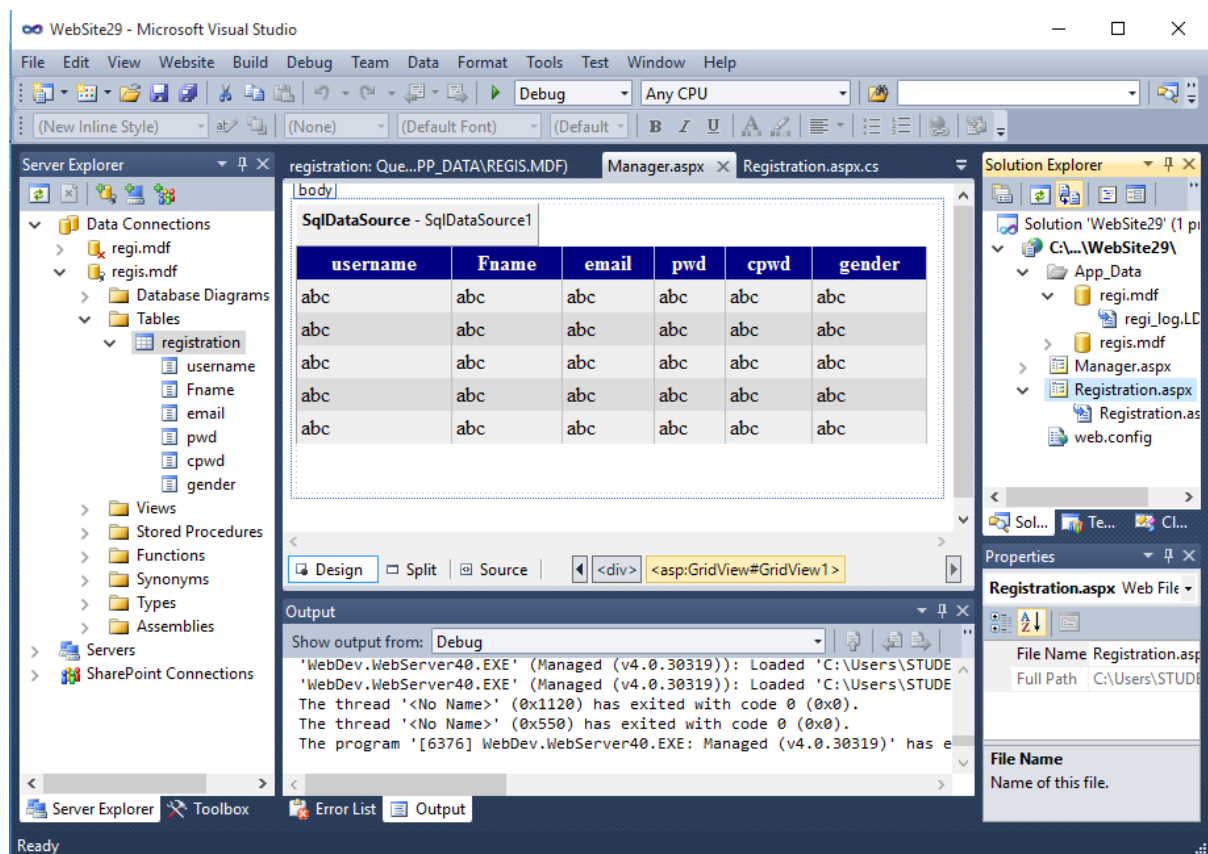 WebSite29 - Microsoft Visual Studio
File Edit View Website Build Debug Team Data Format Tools Test Window Help
Debug Any CPU
(New Inline Style) (None) (Default Font) (Default B I U A
Server Explorer
Data Connections
regi.mdf
regis.mdf
Database Diagrams
Tables
registration
username
Fname
email
pwd
cpwd
gender
Views
Stored Procedures
Functions
Synonyms
Types
Assemblies
Servers
SharePoint Connections
Server Explorer Toolbox
registration: Que...PP_DATA\REGIS.MDF) Manager.aspx Registration.aspx.cs
body
SqlDataSource - SqlDataSource1
username Fname email pwd cpwd gender
abc abc abc abc abc abc
abc abc abc abc abc abc
abc abc abc abc abc abc
abc abc abc abc abc abc
abc abc abc abc abc abc
Design Split Source <div> <asp:GridView#GridView1>
Output
Show output from: Debug
'WebDev.WebServer40.EXE' (Managed (v4.0.30319)): Loaded 'C:\Users\STUDE
'WebDev.WebServer40.EXE' (Managed (v4.0.30319)): Loaded 'C:\Users\STUDE
The thread '<No Name>' (0x1120) has exited with code 0 (0x0).
The thread '<No Name>' (0x550) has exited with code 0 (0x0).
The program '[6376] WebDev.WebServer40.EXE: Managed (v4.0.30319)' has e
Error List Output
Solution Explorer
Solution 'WebSite29' (1 pr
C:\...\WebSite29\
App_Data
regi.mdf
regi_log.LD
regis.mdf
Manager.aspx
Registration.aspx
Registration.as
web.config
Sol... Te... Cl...
Properties
Registration.aspx Web File
File Name Registration.asp
Full Path C:\Users\STUDE
File Name
Name of this file.
Ready